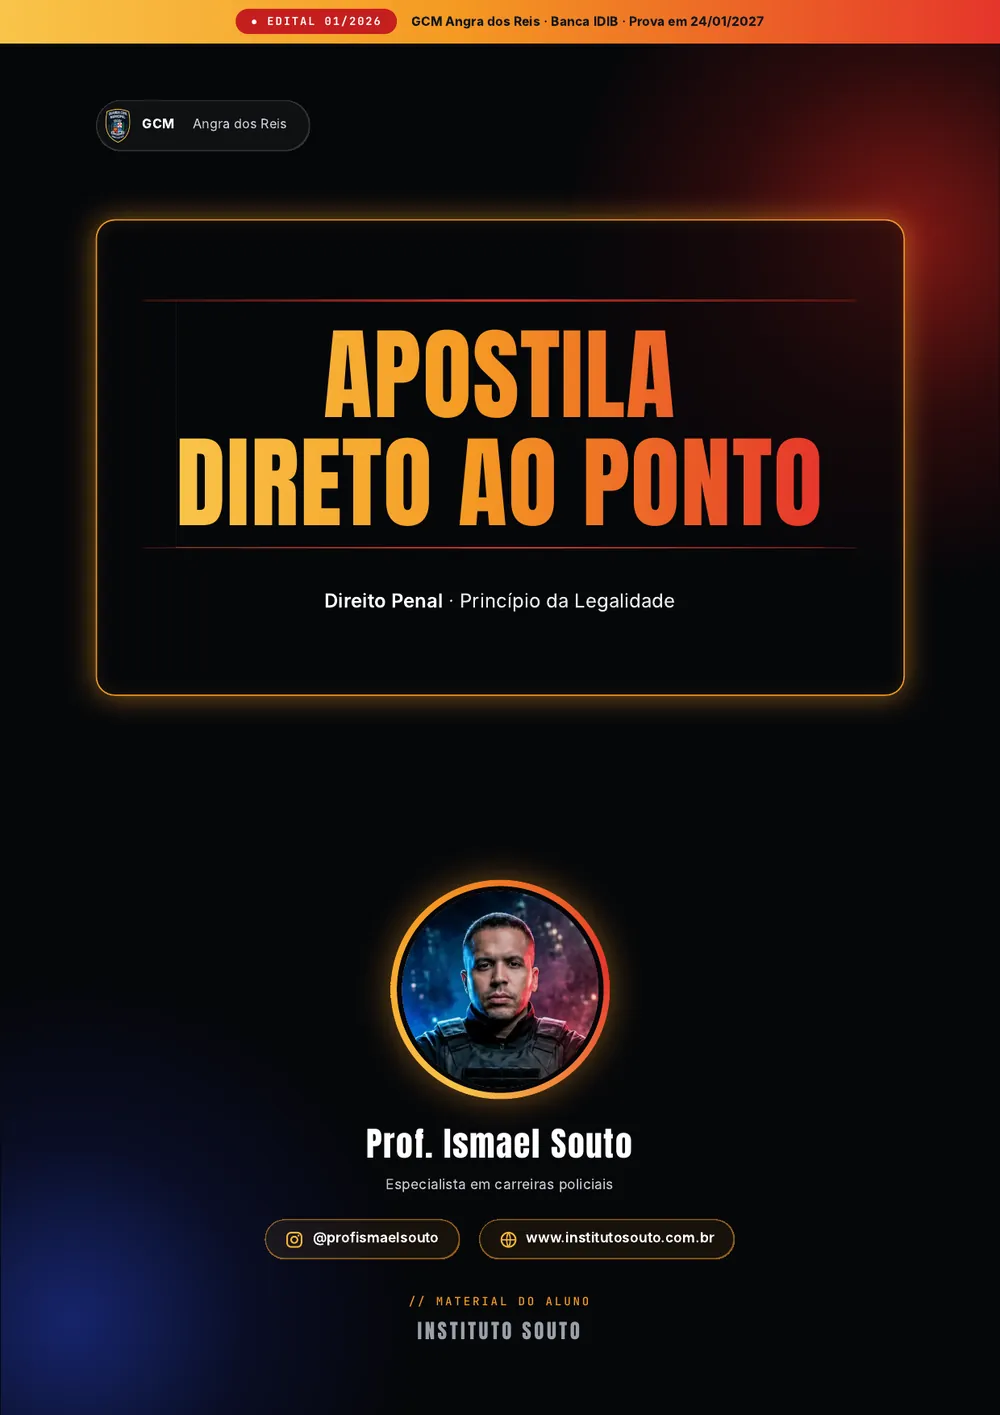 • EDITAL 01/2026 GCM Angra dos Reis · Banca IDIB · Prova em 24/01/2027
GCM Angra dos Reis
APOSTILA
DIRETO AO PONTO
Direito Penal · Princípio da Legalidade
Prof. Ismael Souto
Especialista em carreiras policiais
@profismaelsouto www.institutosouto.com.br
// MATERIAL DO ALUNO
INSTITUTO SOUTO